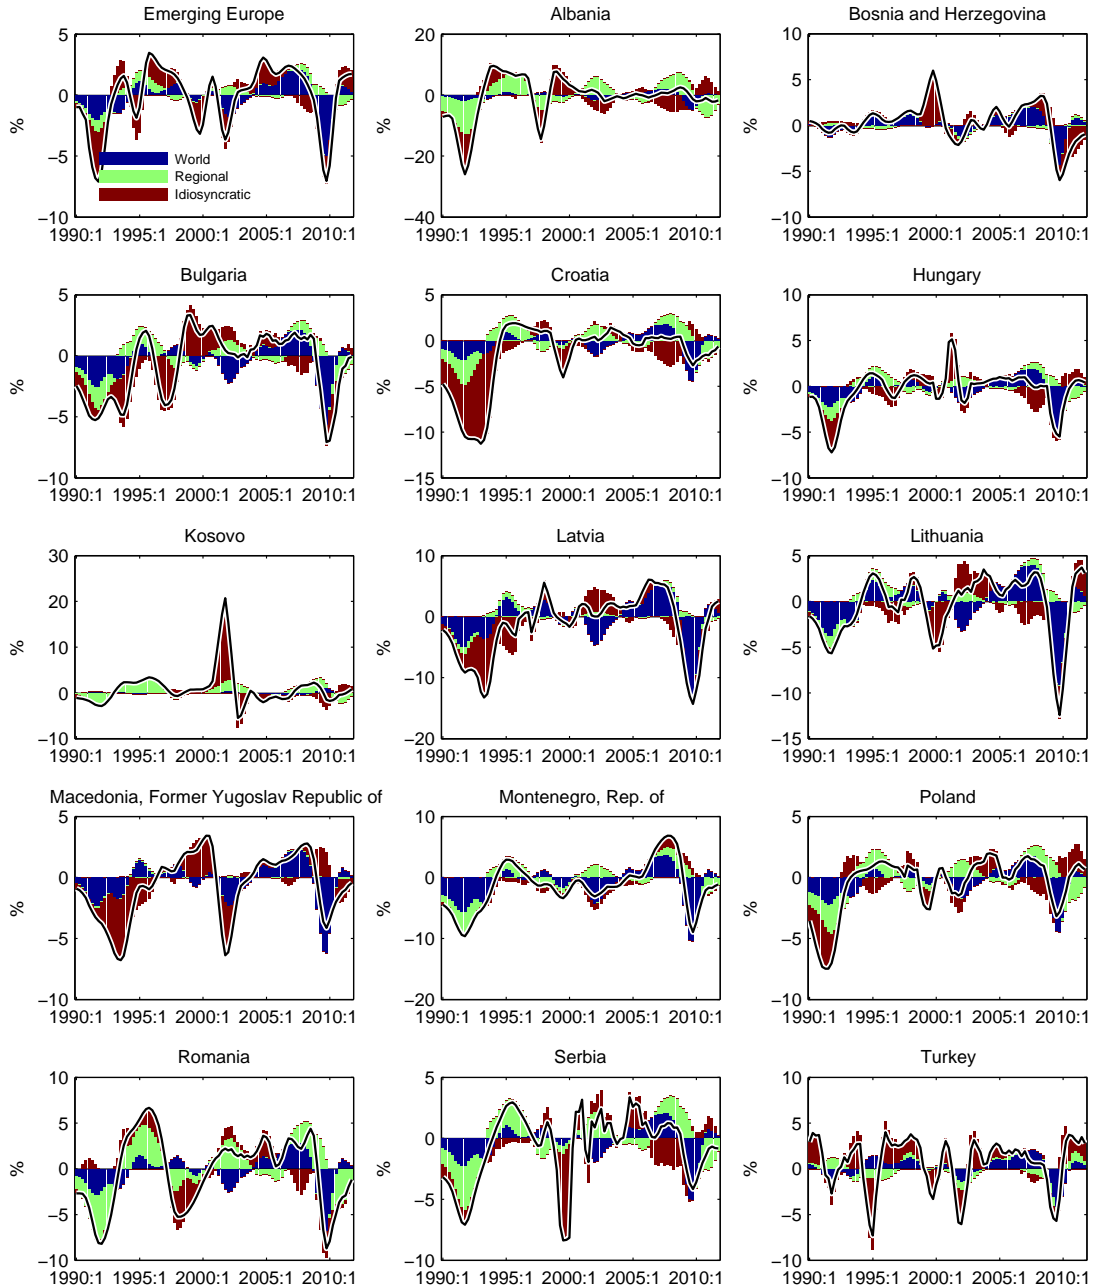 Emerging Europe
Albania
Bosnia and Herzegovina
5
0
−5
−10
%
World
Regional
Idiosyncratic
1990:1 1995:1 2000:1 2005:1 2010:1
20
0
−20
−40
%
1990:1 1995:1 2000:1 2005:1 2010:1
10
5
0
−5
−10
%
1990:1 1995:1 2000:1 2005:1 2010:1
Bulgaria
Croatia
Hungary
5
0
−5
−10
%
1990:1 1995:1 2000:1 2005:1 2010:1
5
0
−5
−10
−15
%
1990:1 1995:1 2000:1 2005:1 2010:1
10
5
0
−5
−10
%
1990:1 1995:1 2000:1 2005:1 2010:1
Kosovo
Latvia
Lithuania
30
20
10
0
−10
%
1990:1 1995:1 2000:1 2005:1 2010:1
10
0
−10
−20
%
1990:1 1995:1 2000:1 2005:1 2010:1
5
0
−5
−10
−15
%
1990:1 1995:1 2000:1 2005:1 2010:1
Macedonia, Former Yugoslav Republic of
Montenegro, Rep. of
Poland
5
0
−5
−10
%
1990:1 1995:1 2000:1 2005:1 2010:1
10
0
−10
−20
%
1990:1 1995:1 2000:1 2005:1 2010:1
5
0
−5
−10
%
1990:1 1995:1 2000:1 2005:1 2010:1
Romania
Serbia
Turkey
10
5
0
−5
−10
%
1990:1 1995:1 2000:1 2005:1 2010:1
5
0
−5
−10
%
1990:1 1995:1 2000:1 2005:1 2010:1
10
5
0
−5
−10
%
1990:1 1995:1 2000:1 2005:1 2010:1